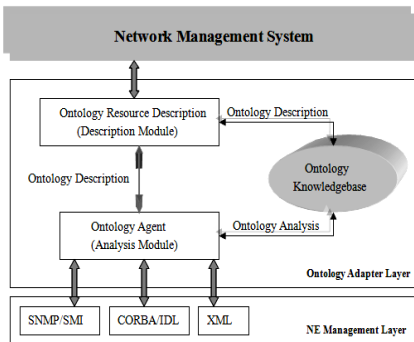 Network Management System
Ontology Resource Description
(Description Module)
Ontology Description
Ontology Description
Ontology
Knowledgebase
Ontology Agent
(Analysis Module)
Ontology Analysis
Ontology Adapter Layer
SNMP/SMI
CORBA/IDL
XML
NE Management Layer